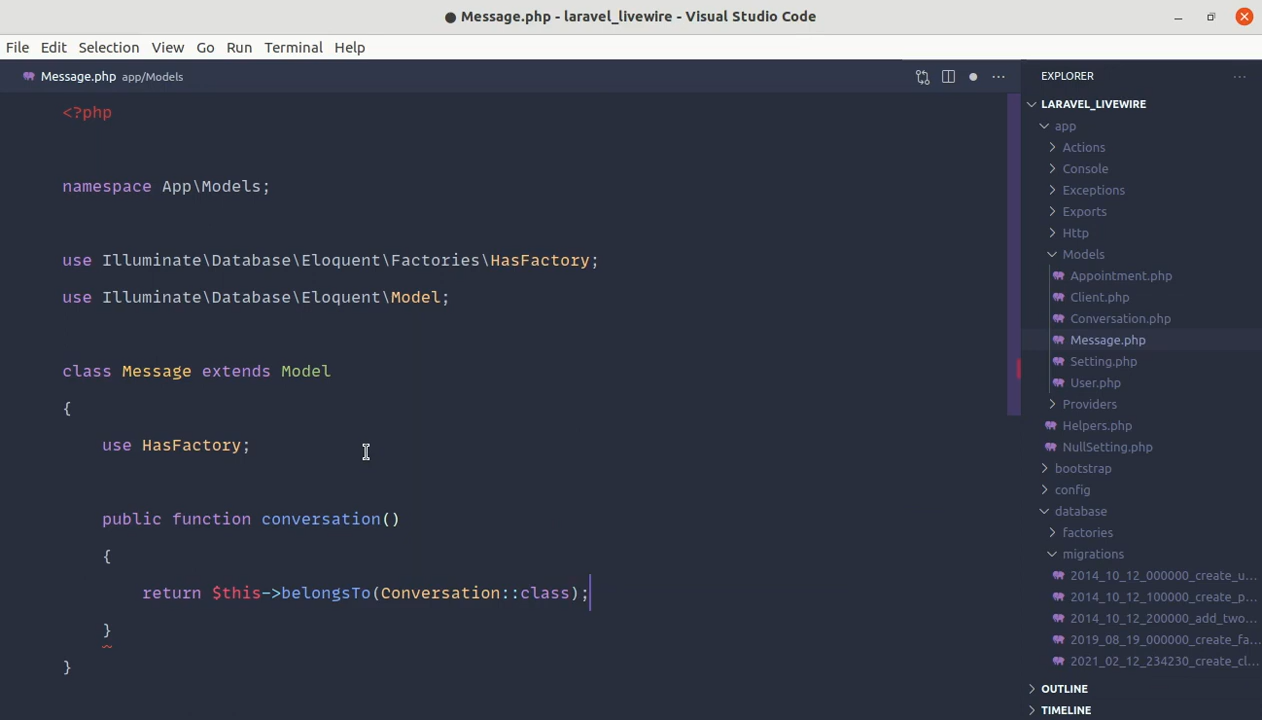 ● Message.php - laravel_livewire - Visual Studio Code
File Edit Selection View Go Run Terminal Help
Message.php app/Models
<?php
namespace App\Models;
use Illuminate\Database\Eloquent\Factories\HasFactory;
use Illuminate\Database\Eloquent\Model;
class Message extends Model
{
use HasFactory;
public function conversation()
{
return $this->belongsTo(Conversation::class);
}
}
EXPLORER
LARAVEL_LIVEWIRE
app
Actions
Console
Exceptions
Exports
Http
Models
Appointment.php
Client.php
Conversation.php
Message.php
Setting.php
User.php
Providers
Helpers.php
NullSetting.php
bootstrap
config
database
factories
migrations
2014_10_12_000000_create_u...
2014_10_12_100000_create_p...
2014_10_12_200000_add_two...
2019_08_19_000000_create_fa...
2021_02_12_234230_create_cl...
OUTLINE
TIMELINE